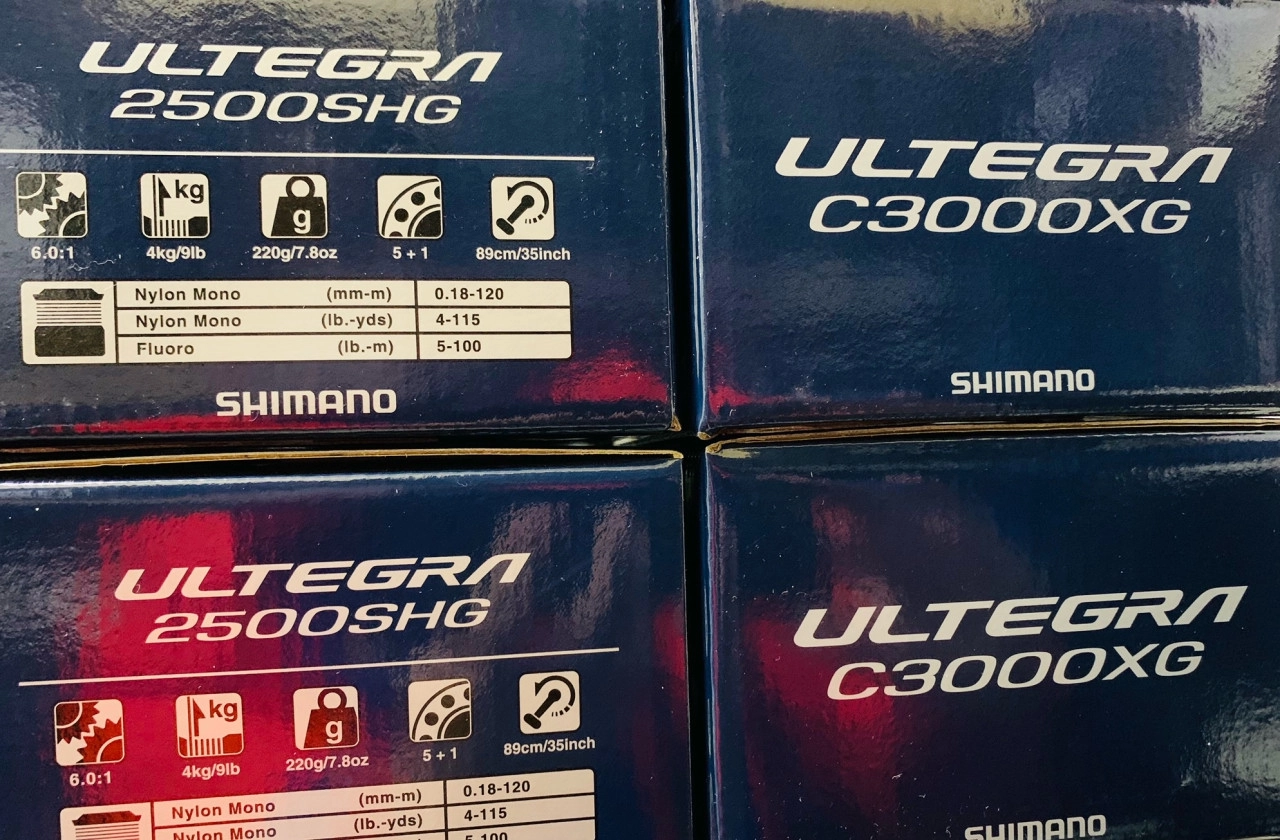 ULTEGRA
2500SHG
kg
g
6.0:1
4kg/9lb
220g/7.8oz
5 + 1
89cm/35inch
Nylon Mono (mm-m) 0.18-120
Nylon Mono (lb.-yds) 4-115
Fluoro (lb.-m) 5-100
SHIMANO
ULTEGRA
C3000XG
SHIMANO
ULTEGRA
2500SHG
kg
g
6.0:1
4kg/9lb
220g/7.8oz
5 + 1
89cm/35inch
Nylon Mono (mm-m) 0.18-120
Nylon Mono (lb.-yds) 4-115
5-100
ULTEGRA
C3000XG
SHIMANO